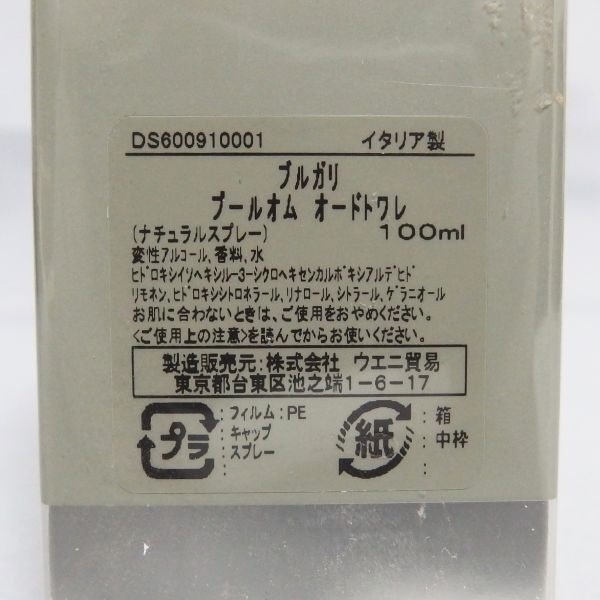 DS600910001 イタリア製
ブルガリ
プールオム オードトワレ
(ナチュラルスプレー) 100ml
変性アルコール、香料、水
ヒドロキシイソヘキシル-3-シクロヘキセンカルボキシアルデヒド
リモネン、ヒドロキシシトロネラール、リナロール、シトラール、ゲラニオール
お肌に合わないときは、ご使用をおやめください。
<ご使用上の注意>を読んでからお使いください。
製造販売元:株式会社 ウエニ貿易
東京都台東区池之端1-6-17
プラ
:フィルム:PE
:キャップ
:スプレー
:
紙
:箱
:中枠
: